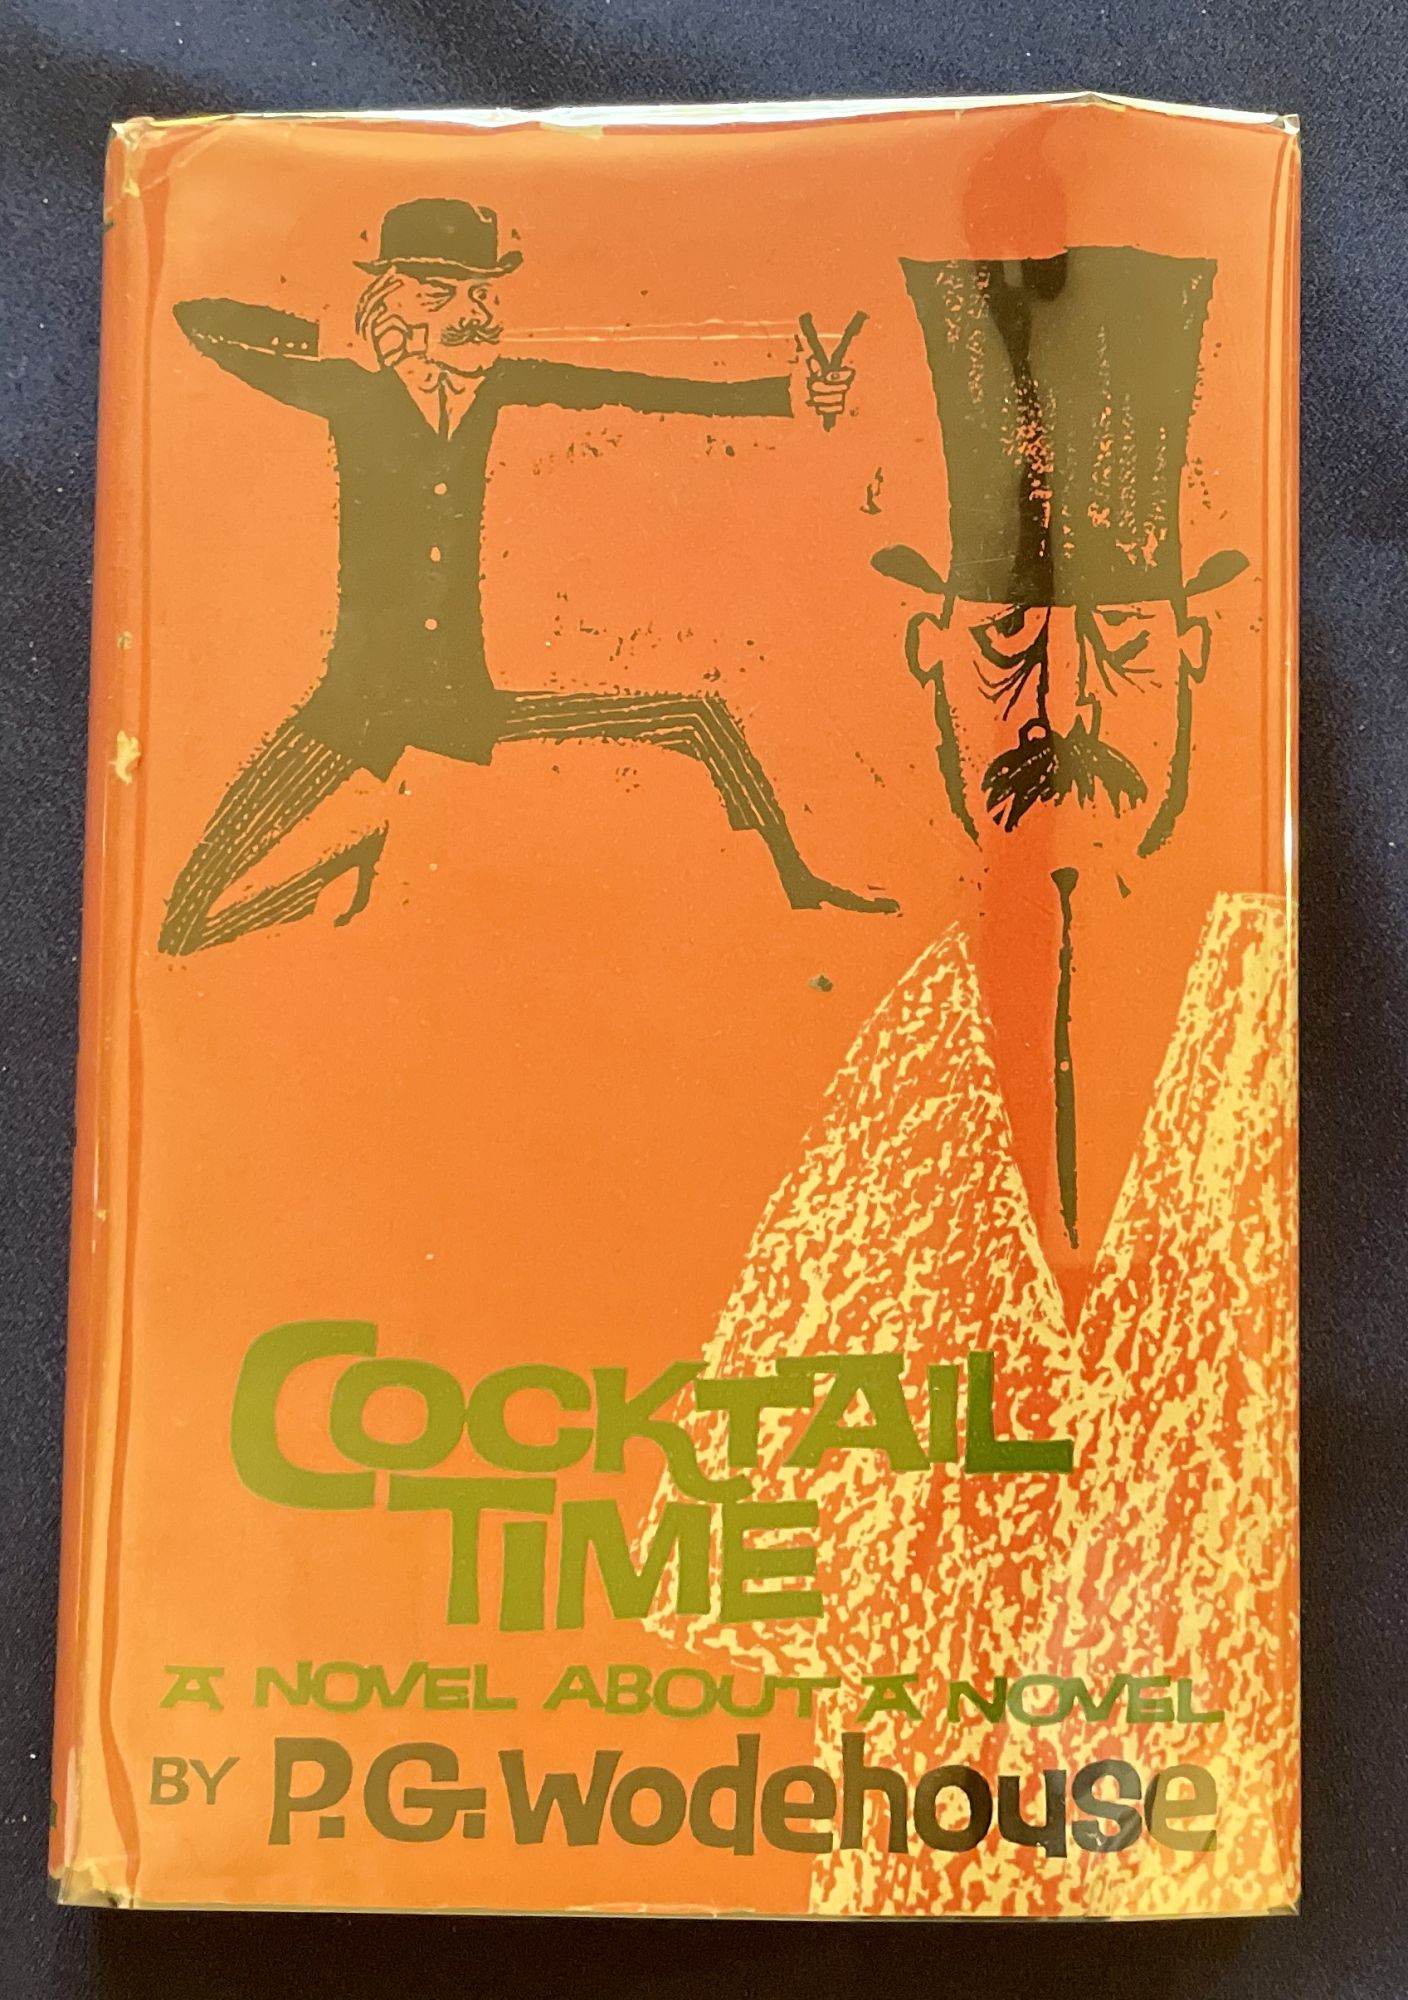 COCKTAIL
TIME
A NOVEL ABOUT A NOVEL
BY P.G. Wodehouse